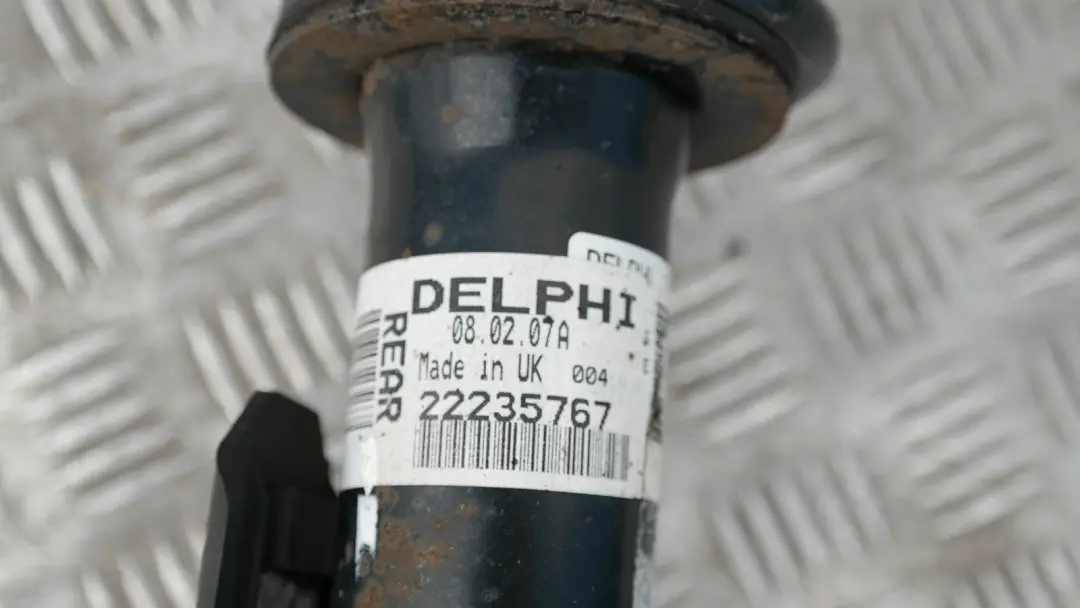 DELPHI
08.02.07A
Made in UK 004
22235767
REAR